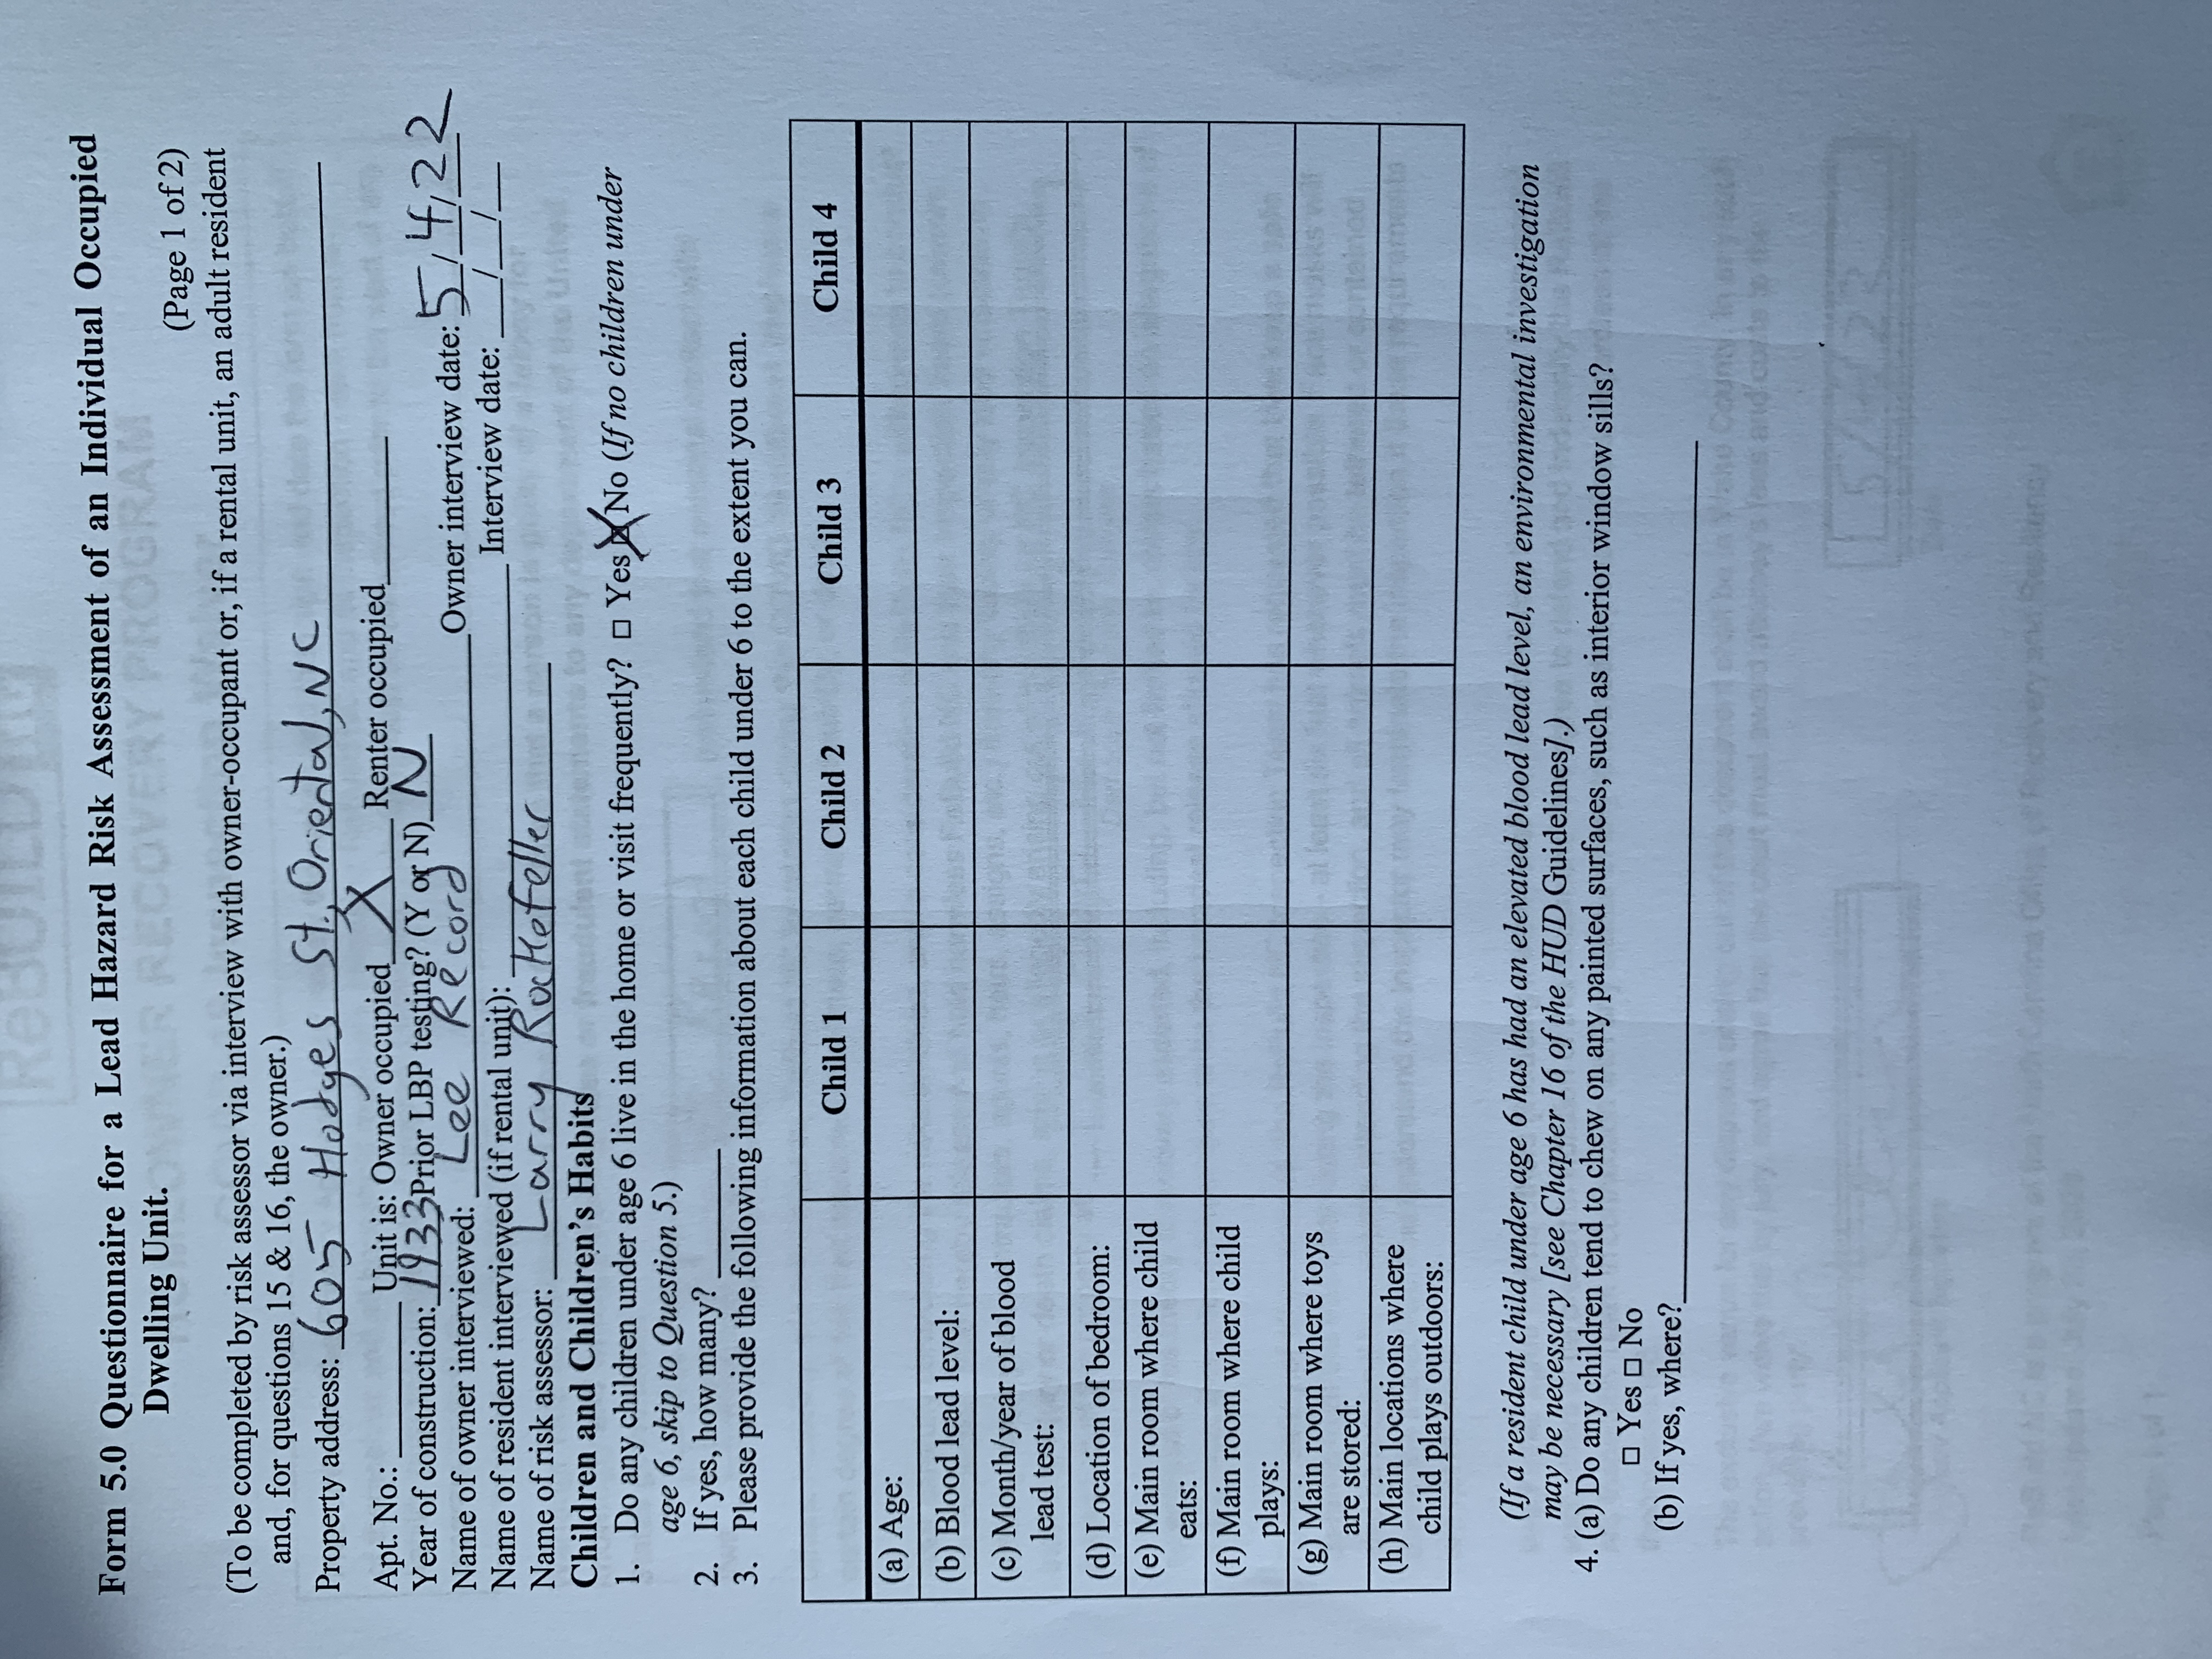 Form 5.0 Questionnaire for a Lead Hazard Risk Assessment of an Individual Occupied
Dwelling Unit.
(Page 1 of 2)
(To be completed by risk assessor via interview with owner-occupant or, if a rental unit, an adult resident
and, for questions 15 & 16, the owner.)
Property address: 605 Hodges St., Oriental, NC
Apt. No.: ________ Unit is: Owner occupied X Renter occupied________
Year of construction: 1933 Prior LBP testing? (Y or N) N
Name of owner interviewed: Lee Record Owner interview date: 5/4/22
Name of resident interviewed (if rental unit): ________ Interview date: ___/___/___
Name of risk assessor: Larry Rockefeller
Children and Children's Habits
1. Do any children under age 6 live in the home or visit frequently? □ Yes ☒ No (If no children under
age 6, skip to Question 5.)
2. If yes, how many? ________
3. Please provide the following information about each child under 6 to the extent you can.
Child 1 Child 2 Child 3 Child 4
(a) Age:
(b) Blood lead level:
(c) Month/year of blood
lead test:
(d) Location of bedroom:
(e) Main room where child
eats:
(f) Main room where child
plays:
(g) Main room where toys
are stored:
(h) Main locations where
child plays outdoors:
(If a resident child under age 6 has had an elevated blood lead level, an environmental investigation
may be necessary [see Chapter 16 of the HUD Guidelines].)
4. (a) Do any children tend to chew on any painted surfaces, such as interior window sills?
□ Yes □ No
(b) If yes, where?________